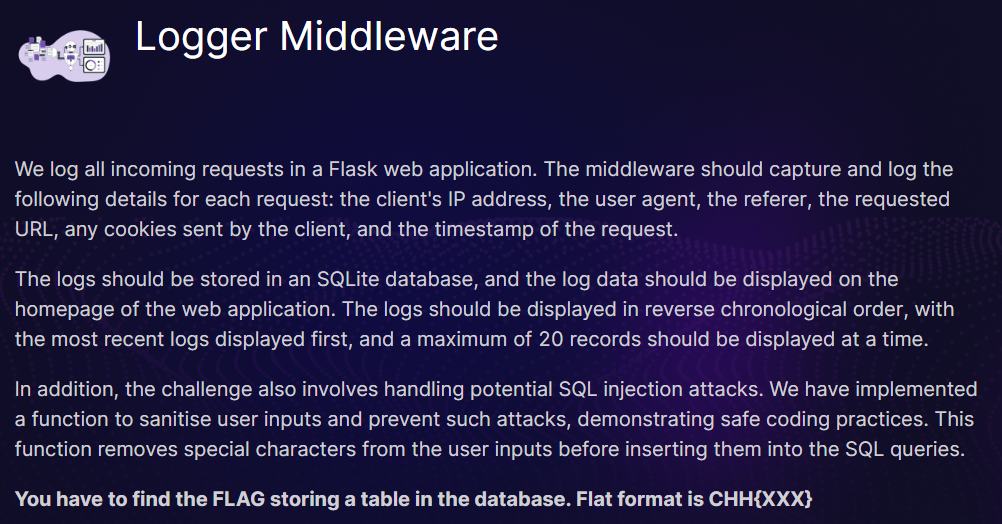 Logger Middleware
We log all incoming requests in a Flask web application. The middleware should capture and log the
following details for each request: the client's IP address, the user agent, the referer, the requested
URL, any cookies sent by the client, and the timestamp of the request.
The logs should be stored in an SQLite database, and the log data should be displayed on the
homepage of the web application. The logs should be displayed in reverse chronological order, with
the most recent logs displayed first, and a maximum of 20 records should be displayed at a time.
In addition, the challenge also involves handling potential SQL injection attacks. We have implemented
a function to sanitise user inputs and prevent such attacks, demonstrating safe coding practices. This
function removes special characters from the user inputs before inserting them into the SQL queries.
You have to find the FLAG storing a table in the database. Flat format is CHH{XXX}